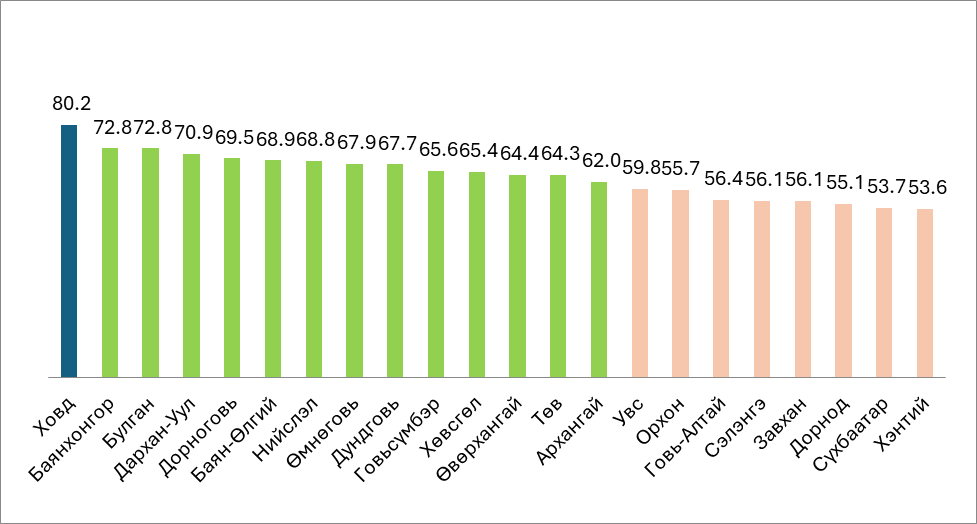 80.2
72.8
72.8
70.9
69.5
68.9
68.8
67.9
67.7
65.6
65.4
64.4
64.3
62.0
59.8
55.7
56.4
56.1
56.1
55.1
53.7
53.6
Ховд
Баянхонгор
Булган
Дархан-Уул
Дорноговь
Баян-Өлгий
Нийслэл
Өмнөговь
Дундговь
Говьсүмбэр
Хөвсгөл
Өвөрхангай
Төв
Архангай
Увс
Орхон
Говь-Алтай
Сэлэнгэ
Завхан
Дорнод
Сүхбаатар
Хэнтий